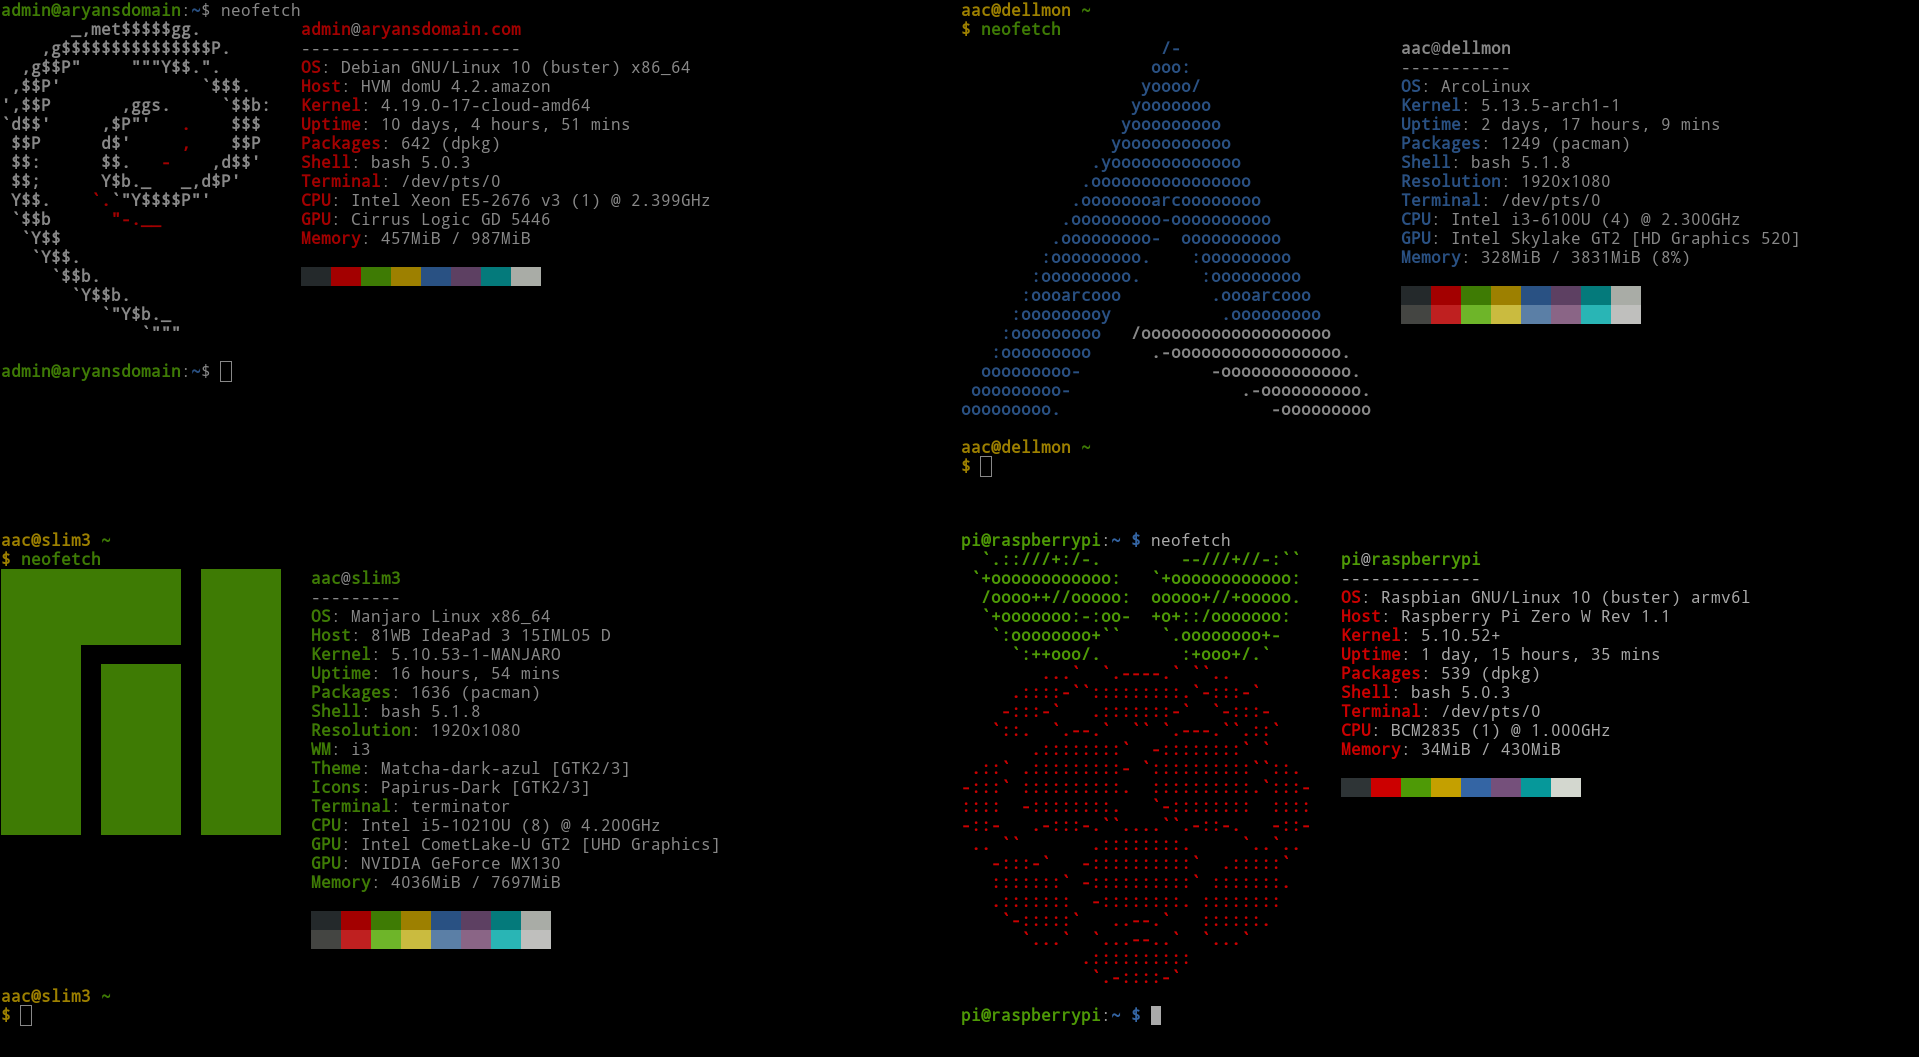 admin@aryansdomain:~$ neofetch
admin@aryansdomain.com
----------------------
OS: Debian GNU/Linux 10 (buster) x86_64
Host: HVM domU 4.2.amazon
Kernel: 4.19.0-17-cloud-amd64
Uptime: 10 days, 4 hours, 51 mins
Packages: 642 (dpkg)
Shell: bash 5.0.3
Terminal: /dev/pts/0
CPU: Intel Xeon E5-2676 v3 (1) @ 2.399GHz
GPU: Cirrus Logic GD 5446
Memory: 457MiB / 987MiB
admin@aryansdomain:~$
aac@dellmon ~
$ neofetch
aac@dellmon
-----------
OS: ArcoLinux
Kernel: 5.13.5-arch1-1
Uptime: 2 days, 17 hours, 9 mins
Packages: 1249 (pacman)
Shell: bash 5.1.8
Resolution: 1920x1080
Terminal: /dev/pts/0
CPU: Intel i3-6100U (4) @ 2.300GHz
GPU: Intel Skylake GT2 [HD Graphics 520]
Memory: 328MiB / 3831MiB (8%)
aac@dellmon ~
$
aac@slim3 ~
$ neofetch
aac@slim3
---------
OS: Manjaro Linux x86_64
Host: 81WB IdeaPad 3 15IML05 D
Kernel: 5.10.53-1-MANJARO
Uptime: 16 hours, 54 mins
Packages: 1636 (pacman)
Shell: bash 5.1.8
Resolution: 1920x1080
WM: i3
Theme: Matcha-dark-azul [GTK2/3]
Icons: Papirus-Dark [GTK2/3]
Terminal: terminator
CPU: Intel i5-10210U (8) @ 4.200GHz
GPU: Intel CometLake-U GT2 [UHD Graphics]
GPU: NVIDIA GeForce MX130
Memory: 4036MiB / 7697MiB
aac@slim3 ~
$
pi@raspberrypi:~ $ neofetch
pi@raspberrypi
--------------
OS: Raspbian GNU/Linux 10 (buster) armv6l
Host: Raspberry Pi Zero W Rev 1.1
Kernel: 5.10.52+
Uptime: 1 day, 15 hours, 35 mins
Packages: 539 (dpkg)
Shell: bash 5.0.3
Terminal: /dev/pts/0
CPU: BCM2835 (1) @ 1.000GHz
Memory: 34MiB / 430MiB
pi@raspberrypi:~ $